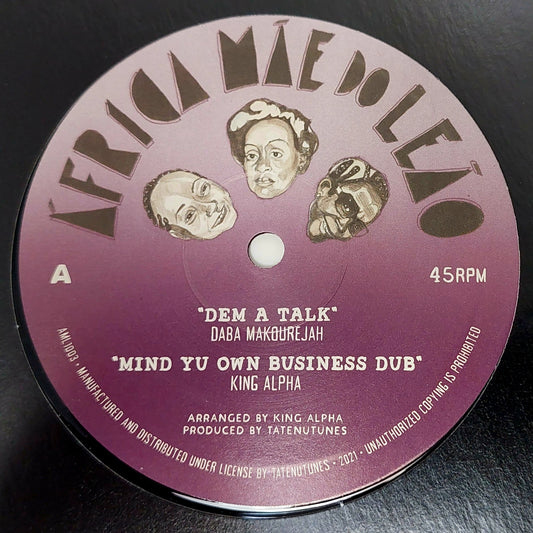 ÁFRICA MÃE DO LEÃO
A
45RPM
"DEM A TALK"
DABA MAKOUREJAH
"MIND YU OWN BUSINESS DUB"
KING ALPHA
ARRANGED BY KING ALPHA
PRODUCED BY TATENUTUNES
AMLD003 · MANUFACTURED AND DISTRIBUTED UNDER LICENSE BY TATENUTUNES · 2021 · UNAUTHORIZED COPYING IS PROHIBITED